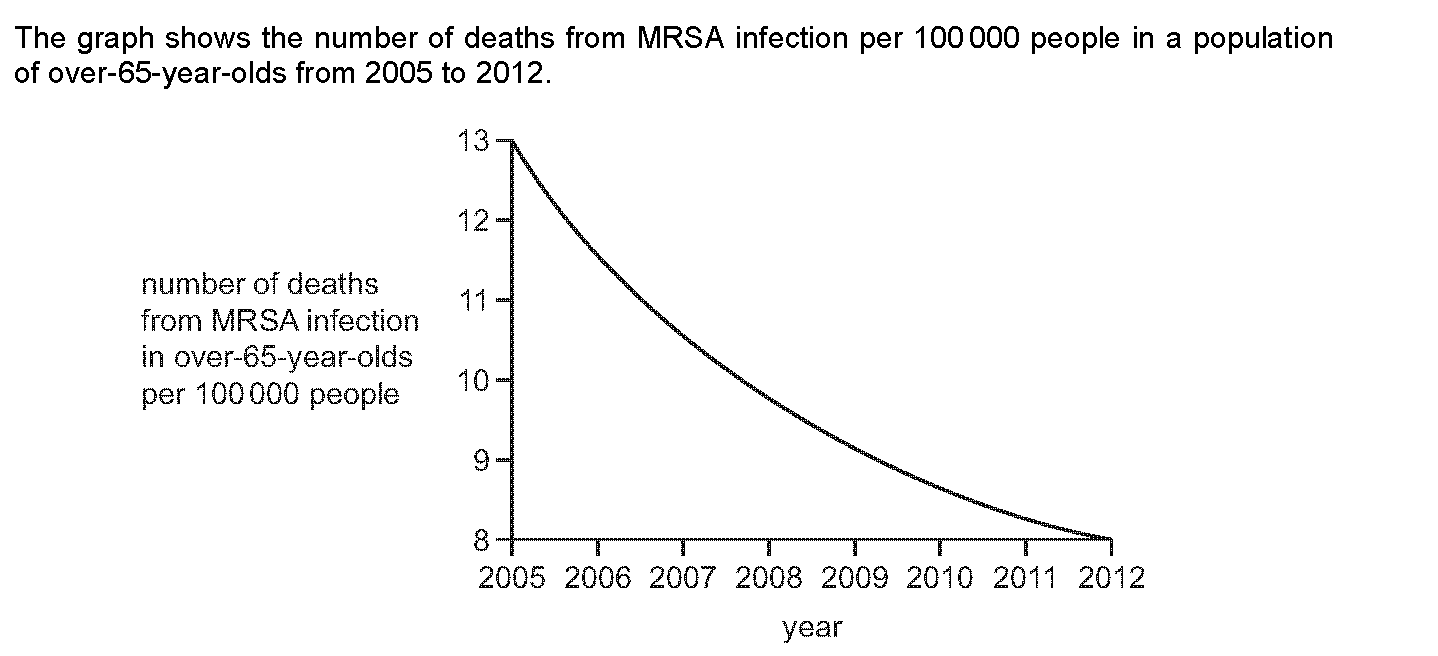 The graph shows the number of deaths from MRSA infection per 100 000 people in a population
of over-65-year-olds from 2005 to 2012.
13
12
11
10
9
8
number of deaths
from MRSA infection
in over-65-year-olds
per 100 000 people
2005 2006 2007 2008 2009 2010 2011 2012
year